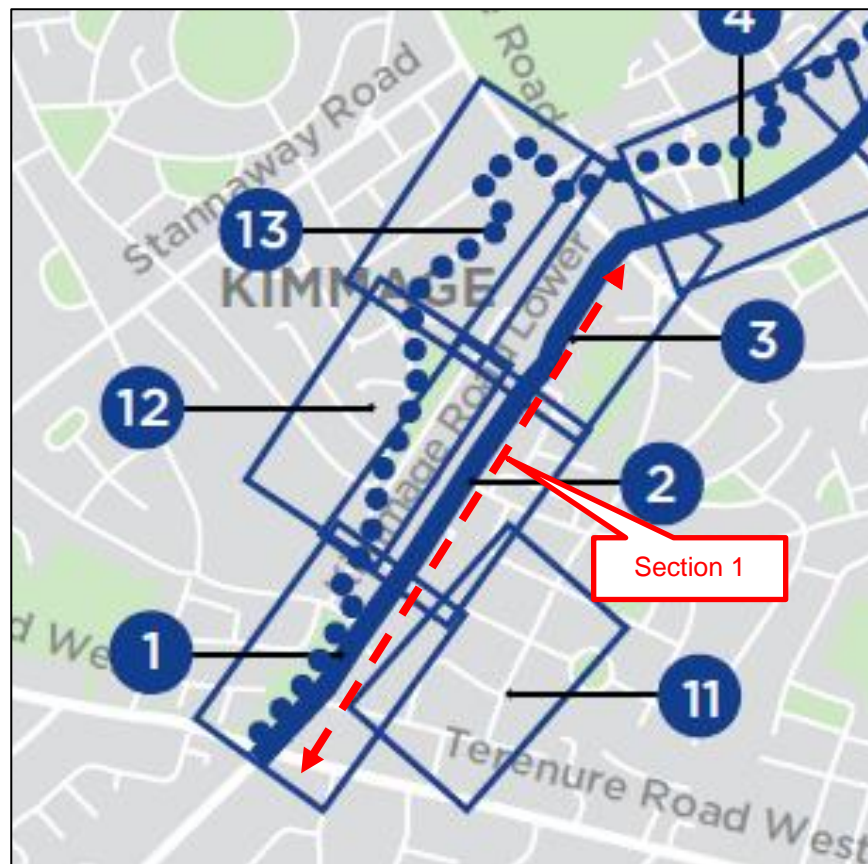 4
Road
Stannaway Road
13
KIMMAGE
Kimmage Road Lower
3
12
2
Section 1
1
d We
11
Terenure Road West